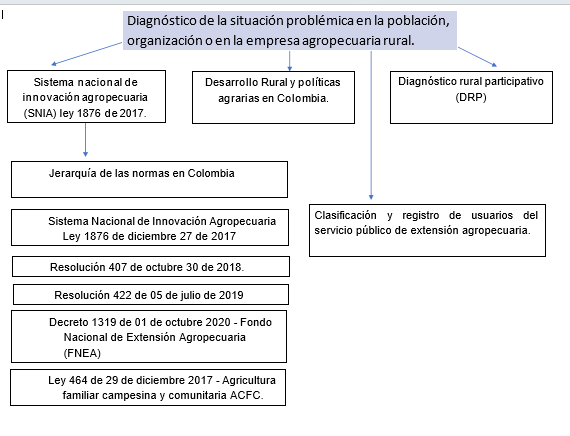 Diagnóstico de la situación problémica en la población,
organización o en la empresa agropecuaria rural.
Sistema nacional de
innovación agropecuaria
(SNIA) ley 1876 de 2017.
Desarrollo Rural y políticas
agrarias en Colombia.
Diagnóstico rural participativo
(DRP)
Jerarquía de las normas en Colombia
Sistema Nacional de Innovación Agropecuaria
Ley 1876 de diciembre 27 de 2017
Resolución 407 de octubre 30 de 2018.
Resolución 422 de 05 de julio de 2019
Decreto 1319 de 01 de octubre 2020 - Fondo
Nacional de Extensión Agropecuaria
(FNEA)
Ley 464 de 29 de diciembre 2017 - Agricultura
familiar campesina y comunitaria ACFC.
Clasificación y registro de usuarios del
servicio público de extensión agropecuaria.